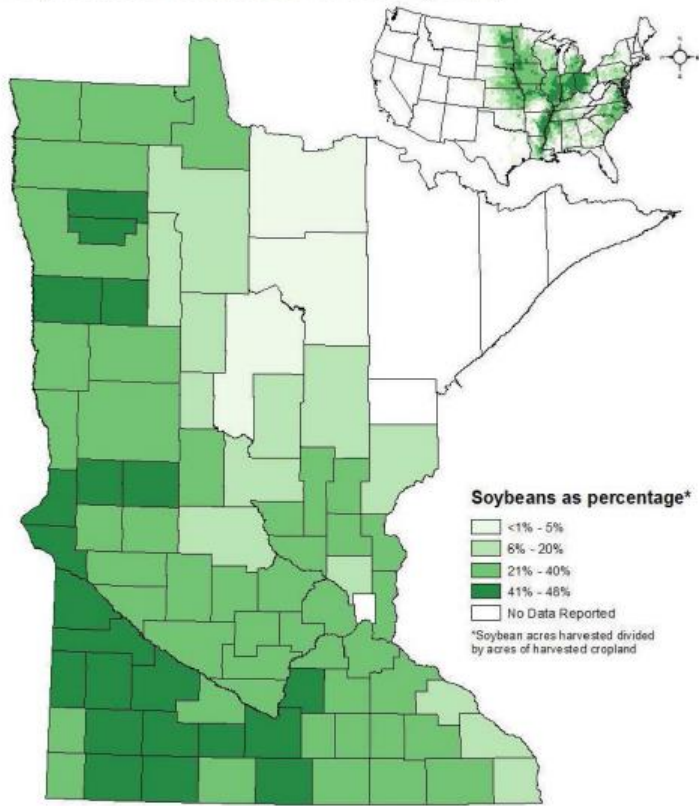 Soybeans as percentage*
<1% - 5%
6% - 20%
21% - 40%
41% - 48%
No Data Reported
*Soybean acres harvested divided
by acres of harvested cropland